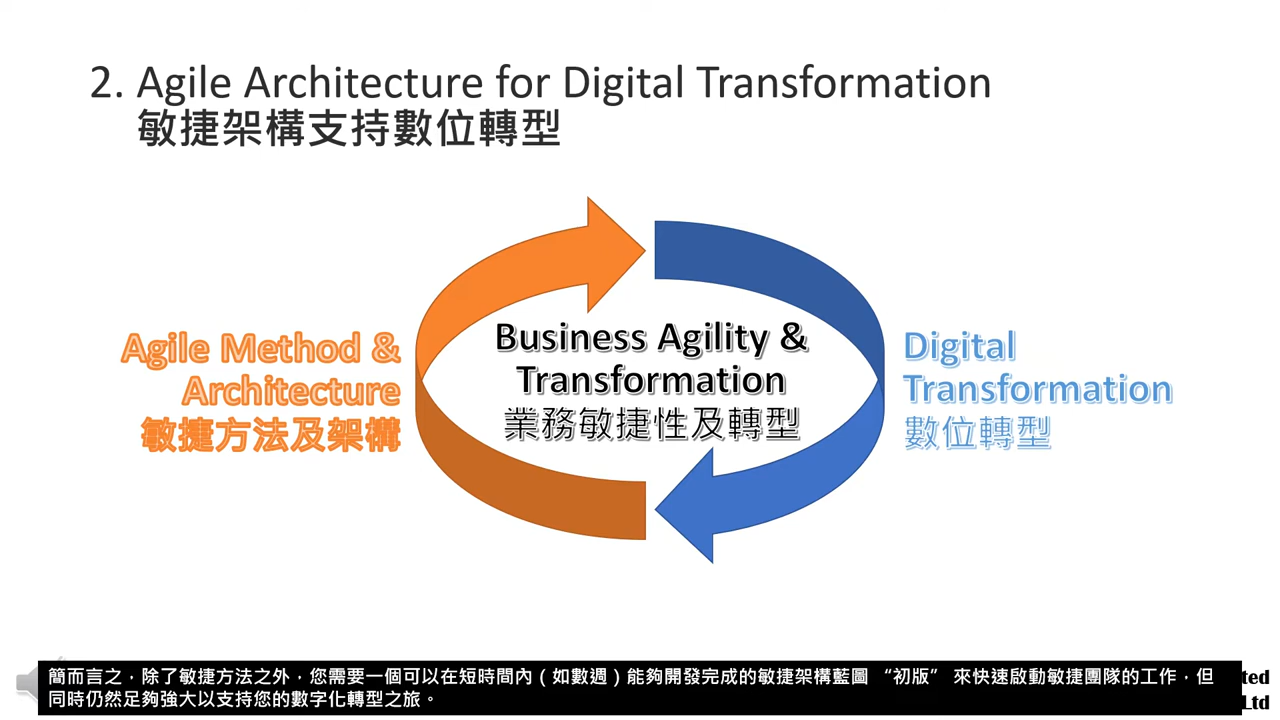 2. Agile Architecture for Digital Transformation
敏捷架構支持數位轉型
Agile Method &
Architecture
敏捷方法及架構
Business Agility &
Transformation
業務敏捷性及轉型
Digital
Transformation
數位轉型
簡而言之，除了敏捷方法之外，您需要一個可以在短時間內（如數週）能夠開發完成的敏捷架構藍圖 “初版” 來快速啟動敏捷團隊的工作，但
同時仍然足夠強大以支持您的數字化轉型之旅。
ted
Ltd